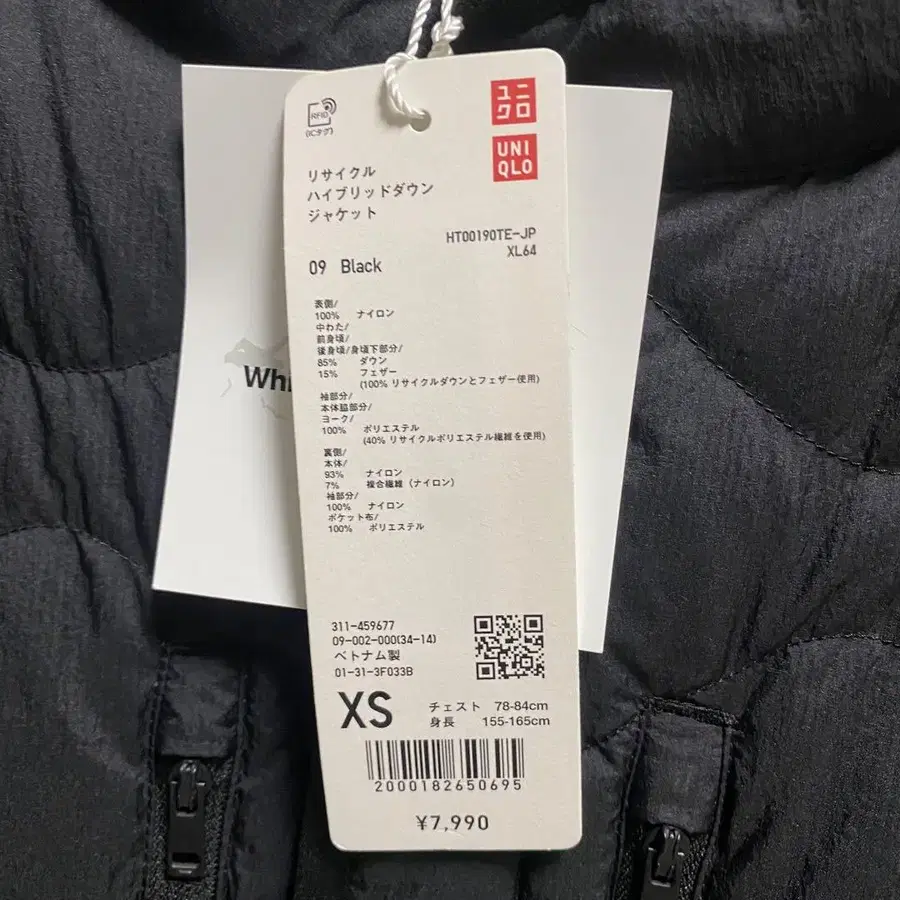 RFID
(ICタグ)
ユニ
クロ
UNI
QLO
リサイクル
ハイブリッドダウン
ジャケット
HT00190TE-JP
XL64
09 Black
表側/
100% ナイロン
中わた/
前身頃/
後身頃/身頃下部分/
85% ダウン
15% フェザー
(100% リサイクルダウンとフェザー使用)
袖部分/
本体脇部分/
ヨーク/
100% ポリエステル
(40% リサイクルポリエステル繊維を使用)
裏側/
本体/
93% ナイロン
7% 複合繊維(ナイロン)
袖部分/
100% ナイロン
ポケット布/
100% ポリエステル
Whi
311-459677
09-002-000(34-14)
ベトナム製
01-31-3F033B
XS チェスト 78-84cm
身長 155-165cm
2000182650695
¥7,990